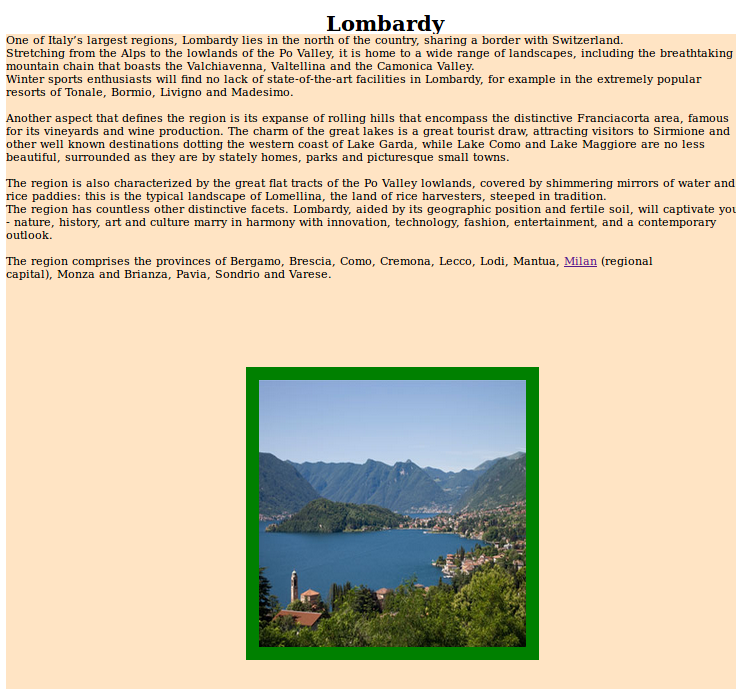 Lombardy
One of Italy’s largest regions, Lombardy lies in the north of the country, sharing a border with Switzerland.
Stretching from the Alps to the lowlands of the Po Valley, it is home to a wide range of landscapes, including the breathtaking
mountain chain that boasts the Valchiavenna, Valtellina and the Camonica Valley.
Winter sports enthusiasts will find no lack of state-of-the-art facilities in Lombardy, for example in the extremely popular
resorts of Tonale, Bormio, Livigno and Madesimo.
Another aspect that defines the region is its expanse of rolling hills that encompass the distinctive Franciacorta area, famous
for its vineyards and wine production. The charm of the great lakes is a great tourist draw, attracting visitors to Sirmione and
other well known destinations dotting the western coast of Lake Garda, while Lake Como and Lake Maggiore are no less
beautiful, surrounded as they are by stately homes, parks and picturesque small towns.
The region is also characterized by the great flat tracts of the Po Valley lowlands, covered by shimmering mirrors of water and
rice paddies: this is the typical landscape of Lomellina, the land of rice harvesters, steeped in tradition.
The region has countless other distinctive facets. Lombardy, aided by its geographic position and fertile soil, will captivate you
- nature, history, art and culture marry in harmony with innovation, technology, fashion, entertainment, and a contemporary
outlook.
The region comprises the provinces of Bergamo, Brescia, Como, Cremona, Lecco, Lodi, Mantua, Milan (regional
capital), Monza and Brianza, Pavia, Sondrio and Varese.